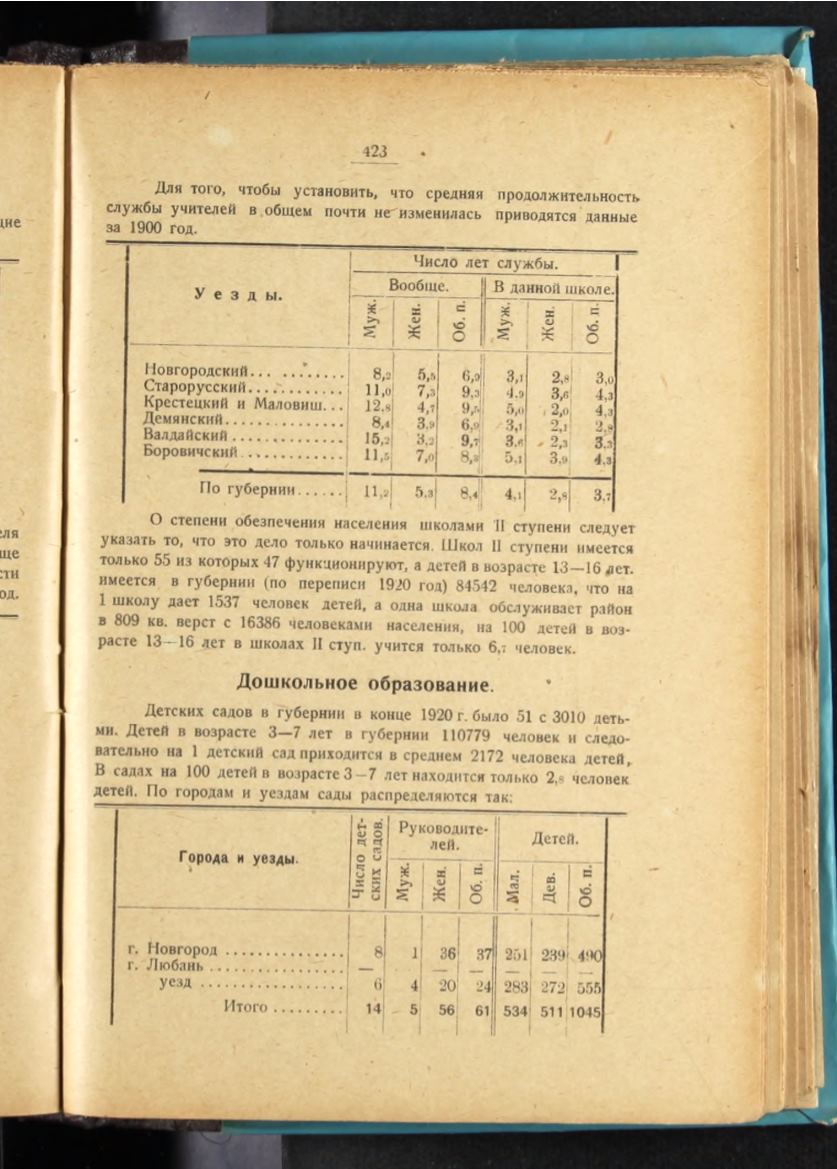 423
Для того, чтобы установить, что средняя продолжительность
службы учителей в общем почти не изменилась приводятся данные
за 1900 год.
Уезды. Число лет службы.
Вообще. В данной школе.
Муж. Жен. Об. п. Муж. Жен. Об. п.
Новгородский... ........ 8,2 5,5 6,9 3,1 2,8 3,0
Старорусский............ 11,0 7,3 9,3 4,9 3,6 4,3
Крестецкий и Маловиш... 12,8 4,7 9,5 5,0 2,0 4,3
Демянский............... 8,4 3,9 6,9 3,1 2,1 2,8
Валдайский.............. 15,2 3,2 9,7 3,6 2,3 3,3
Боровичский............. 11,5 7,0 8,3 5,1 3,9 4,3
По губернии...... 11,2 5,3 8,4 4,1 2,8 3,7
О степени обезпечения населения школами II ступени следует
указать то, что это дело только начинается. Школ II ступени имеется
только 55 из которых 47 функционируют, а детей в возрасте 13—16 лет.
имеется в губернии (по переписи 1920 год) 84542 человека, что на
1 школу дает 1537 человек детей, а одна школа обслуживает район
в 809 кв. верст с 16386 человеками населения, на 100 детей в воз-
расте 13—16 лет в школах II ступ. учится только 6,7 человек.
Дошкольное образование.
Детских садов в губернии в конце 1920 г. было 51 с 3010 деть-
ми. Детей в возрасте 3—7 лет в губернии 110779 человек и следо-
вательно на 1 детский сад приходится в среднем 2172 человека детей,
В садах на 100 детей в возрасте 3—7 лет находится только 2,8 человек
детей. По городам и уездам сады распределяются так:
Города и уезды. Число дет-
ских садов. Руководите-
лей. Детей.
Муж. Жен. Об. п. Мал. Дев. Об. п.
г. Новгород ............... 8 1 36 37 251 239 490
г. Любань ................. — — — — — — —
уезд .................. 6 4 20 24 283 272 555
Итого ......... 14 5 56 61 534 511 1045
ще
сти
од.